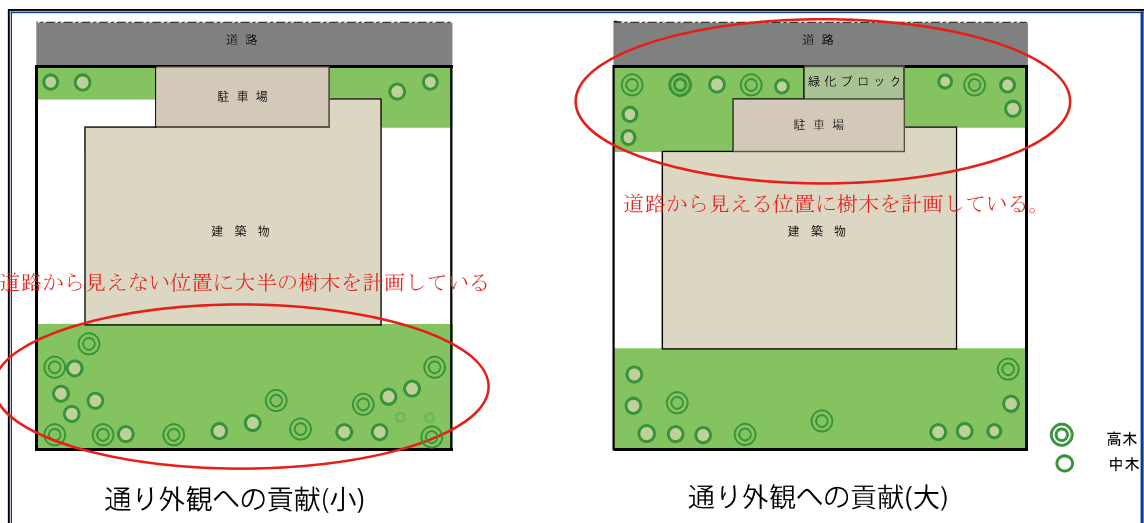 道路
駐車場
建築物
道路から見えない位置に大半の樹木を計画している
通り外観への貢献(小)
道路
緑化ブロック
駐車場
道路から見える位置に樹木を計画している。
建築物
通り外観への貢献(大)
高木
中木